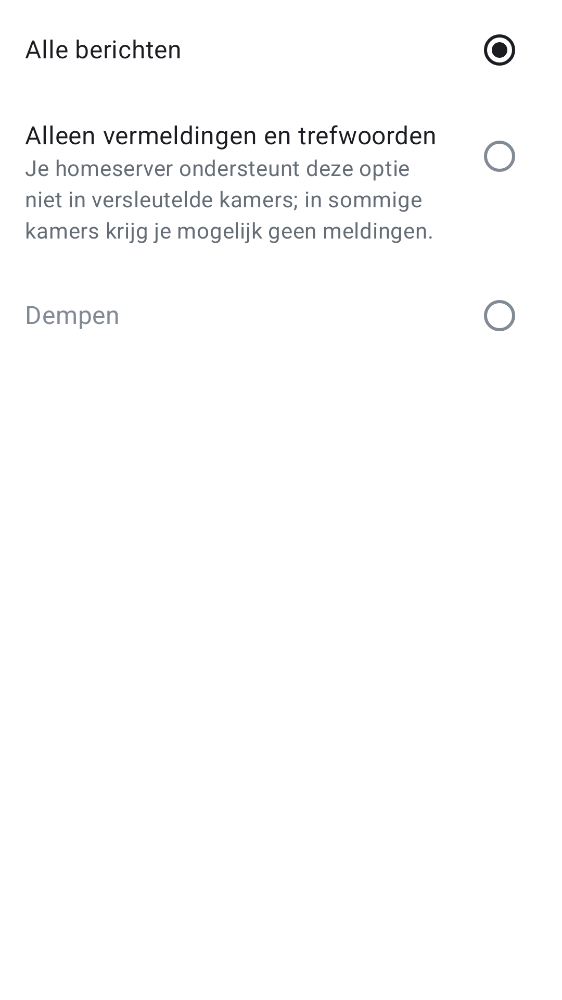 Alle berichten
Alleen vermeldingen en trefwoorden
Je homeserver ondersteunt deze optie
niet in versleutelde kamers; in sommige
kamers krijg je mogelijk geen meldingen.
Dempen